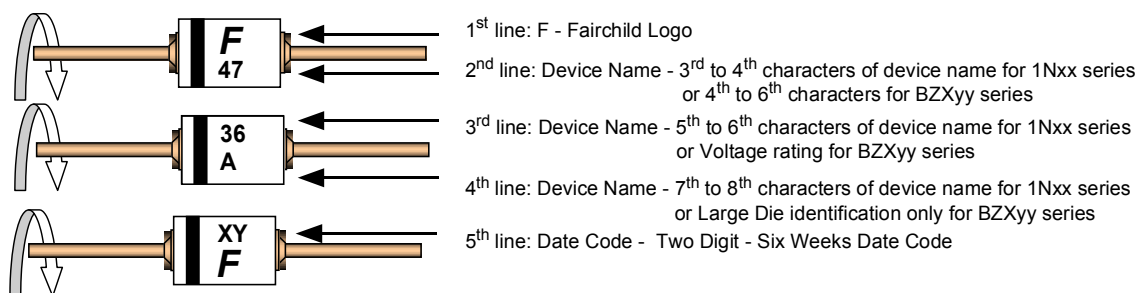 F
47
36
A
XY
F
1st line: F - Fairchild Logo
2nd line: Device Name - 3rd to 4th characters of device name for 1Nxx series
or 4th to 6th characters for BZXyy series
3rd line: Device Name - 5th to 6th characters of device name for 1Nxx series
or Voltage rating for BZXyy series
4th line: Device Name - 7th to 8th characters of device name for 1Nxx series
or Large Die identification only for BZXyy series
5th line: Date Code - Two Digit - Six Weeks Date Code